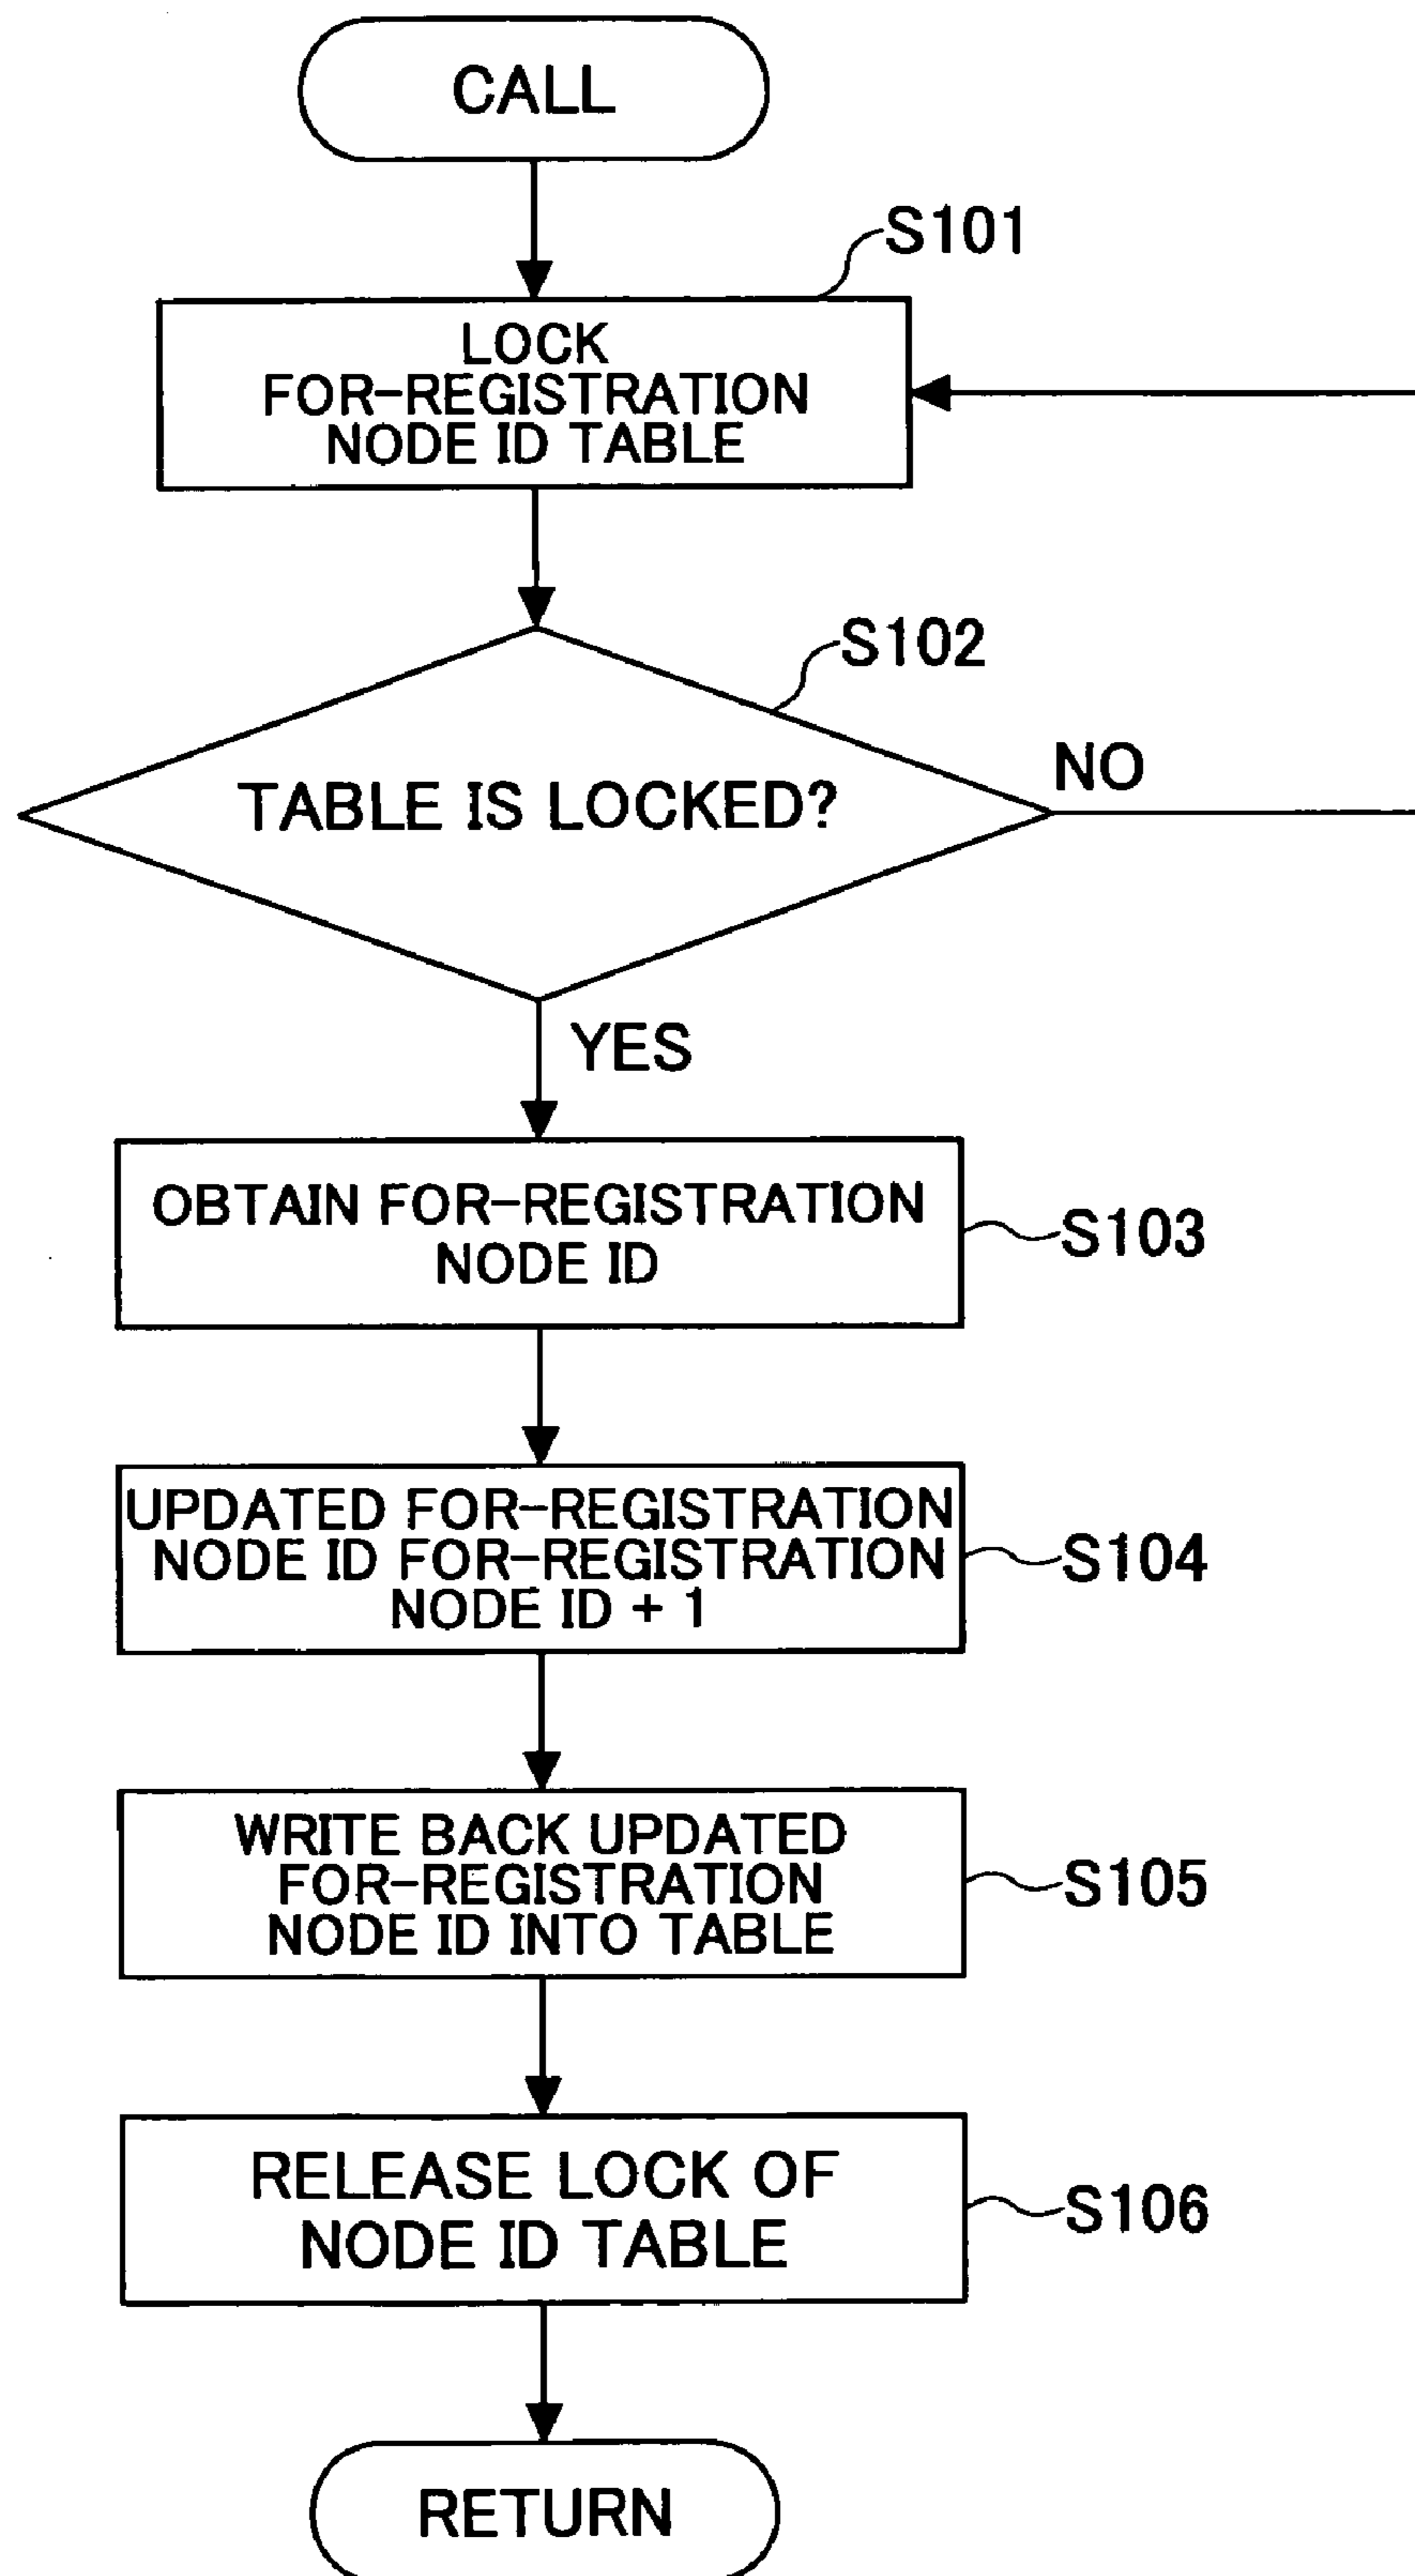 CALL
S101
LOCK
FOR-REGISTRATION
NODE ID TABLE
S102
TABLE IS LOCKED?
NO
YES
OBTAIN FOR-REGISTRATION
NODE ID
S103
UPDATED FOR-REGISTRATION
NODE ID FOR-REGISTRATION
NODE ID + 1
S104
WRITE BACK UPDATED
FOR-REGISTRATION
NODE ID INTO TABLE
S105
RELEASE LOCK OF
NODE ID TABLE
S106
RETURN